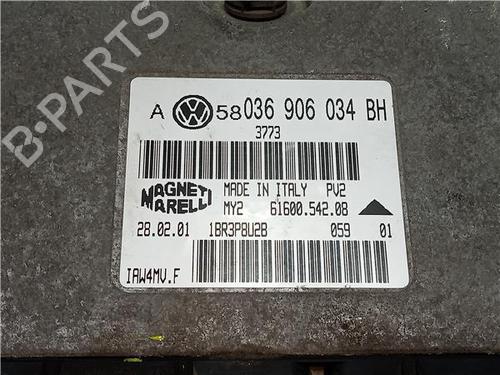 A VW 58 036 906 034 BH
3773
MAGNETI MARELLI
MADE IN ITALY PV2
MY2 61600.542.08
28.02.01 1BR3P8U2B 059 01
IAW4MV.F
B-PARTS